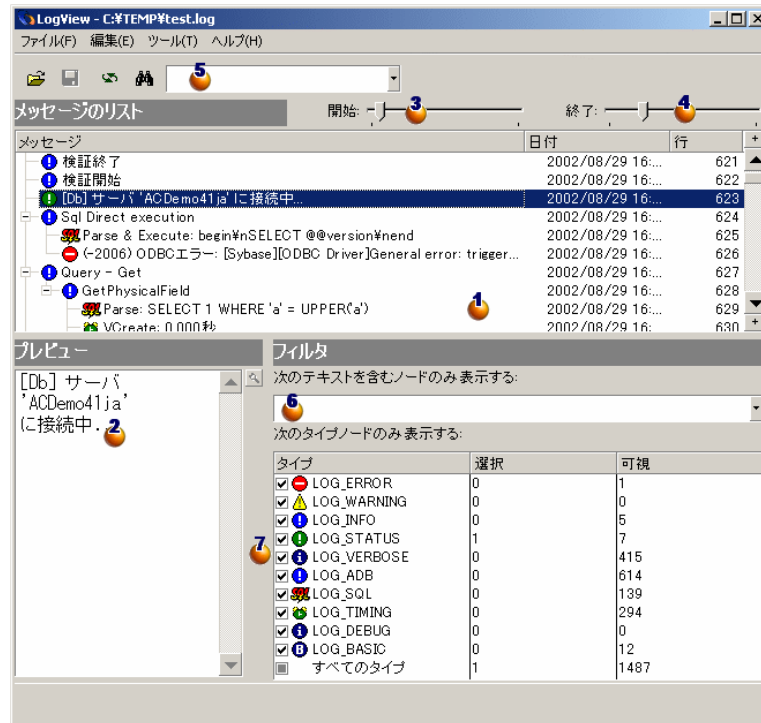 LogView - C:¥TEMP¥test.log
ファイル(F) 編集(E) ツール(T) ヘルプ(H)
5
メッセージのリスト 開始: 3 終了: 4
メッセージ 日付 行 +
検証終了 2002/08/29 16:... 621
検証開始 2002/08/29 16:... 622
[Db] サーバ 'ACDemo41ja' に接続中... 2002/08/29 16:... 623
Sql Direct execution 2002/08/29 16:... 624
SQL Parse & Execute: begin¥nSELECT @@version¥nend 2002/08/29 16:... 625
(-2006) ODBCエラー: [Sybase][ODBC Driver]General error: trigger... 2002/08/29 16:... 626
Query - Get 2002/08/29 16:... 627
GetPhysicalField 2002/08/29 16:... 628
SQL Parse: SELECT 1 WHERE 'a' = UPPER('a') 1 2002/08/29 16:... 629
VCreate: 0.000秒 2002/08/29 16: 630 +
プレビュー
[Db] サーバ
'ACDemo41ja'
に接続中.. 2
フィルタ
次のテキストを含むノードのみ表示する:
6
次のタイプノードのみ表示する:
タイプ 選択 可視
LOG_ERROR 0 1
LOG_WARNING 0 0
LOG_INFO 0 5
LOG_STATUS 1 7
7
LOG_VERBOSE 0 415
LOG_ADB 0 614
SQL LOG_SQL 0 139
LOG_TIMING 0 294
LOG_DEBUG 0 0
LOG_BASIC 0 12
すべてのタイプ 1 1487